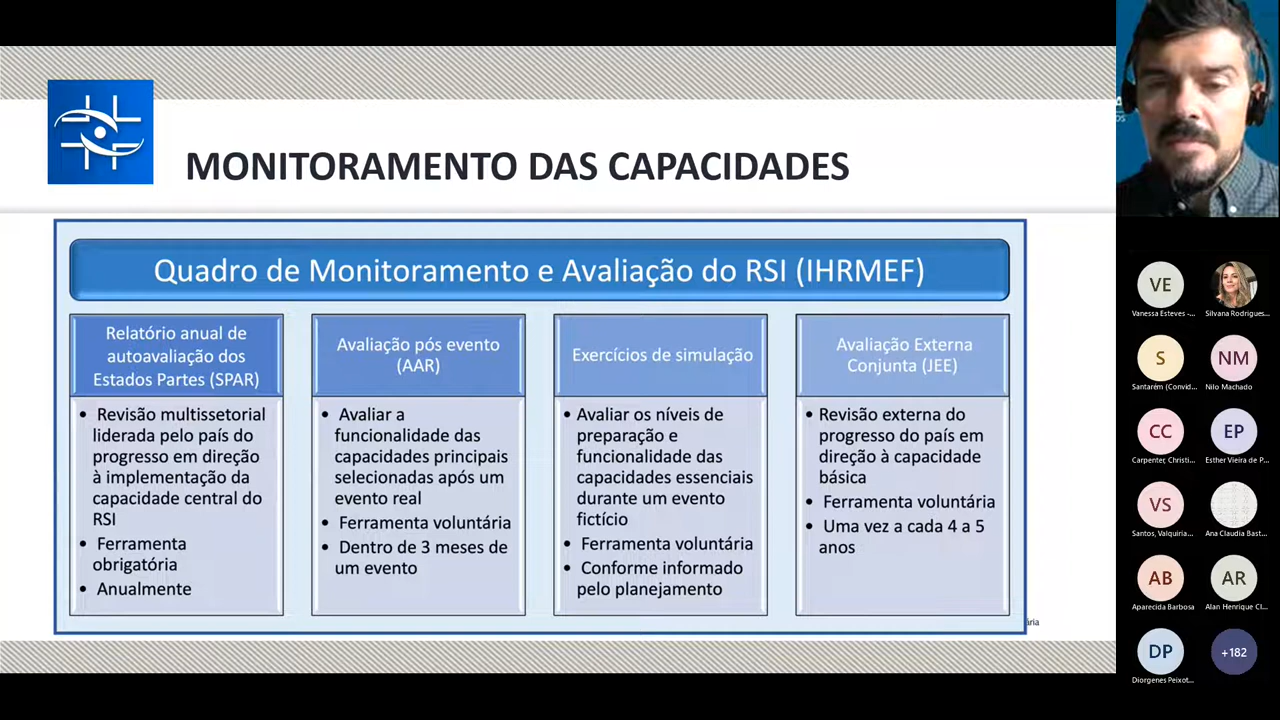 MONITORAMENTO DAS CAPACIDADES
Quadro de Monitoramento e Avaliação do RSI (IHRMEF)
Relatório anual de
autoavaliação dos
Estados Partes (SPAR)
• Revisão multissetorial
liderada pelo país do
progresso em direção
à implementação da
capacidade central do
RSI
• Ferramenta
obrigatória
• Anualmente
Avaliação pós evento
(AAR)
• Avaliar a
funcionalidade das
capacidades principais
selecionadas após um
evento real
• Ferramenta voluntária
• Dentro de 3 meses de
um evento
Exercícios de simulação
• Avaliar os níveis de
preparação e
funcionalidade das
capacidades essenciais
durante um evento
fictício
• Ferramenta voluntária
• Conforme informado
pelo planejamento
Avaliação Externa
Conjunta (JEE)
• Revisão externa do
progresso do país em
direção à capacidade
básica
• Ferramenta voluntária
• Uma vez a cada 4 a 5
anos
ária
VE
Vanessa Esteves -...
Silvana Rodrigues...
S
Santarém (Convid...
NM
Nilo Machado
CC
Carpenter, Christi...
EP
Esther Vieira de P...
VS
Santos, Valquiria...
Ana Claudia Bast...
AB
Aparecida Barbosa
AR
Alan Henrique Cl...
DP
Diorgenes Peixot...
+182